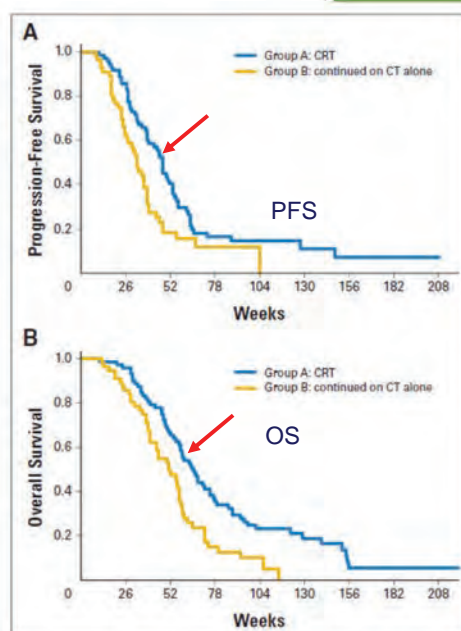 A
1.0
0.8
0.6
0.4
0.2
0
Progression-Free Survival
Group A: CRT
Group B: continued on CT alone
PFS
26 52 78 104 130 156 182 208
Weeks
B
1.0
0.8
0.6
0.4
0.2
0
Overall Survival
Group A: CRT
Group B: continued on CT alone
OS
26 52 78 104 130 156 182 208
Weeks